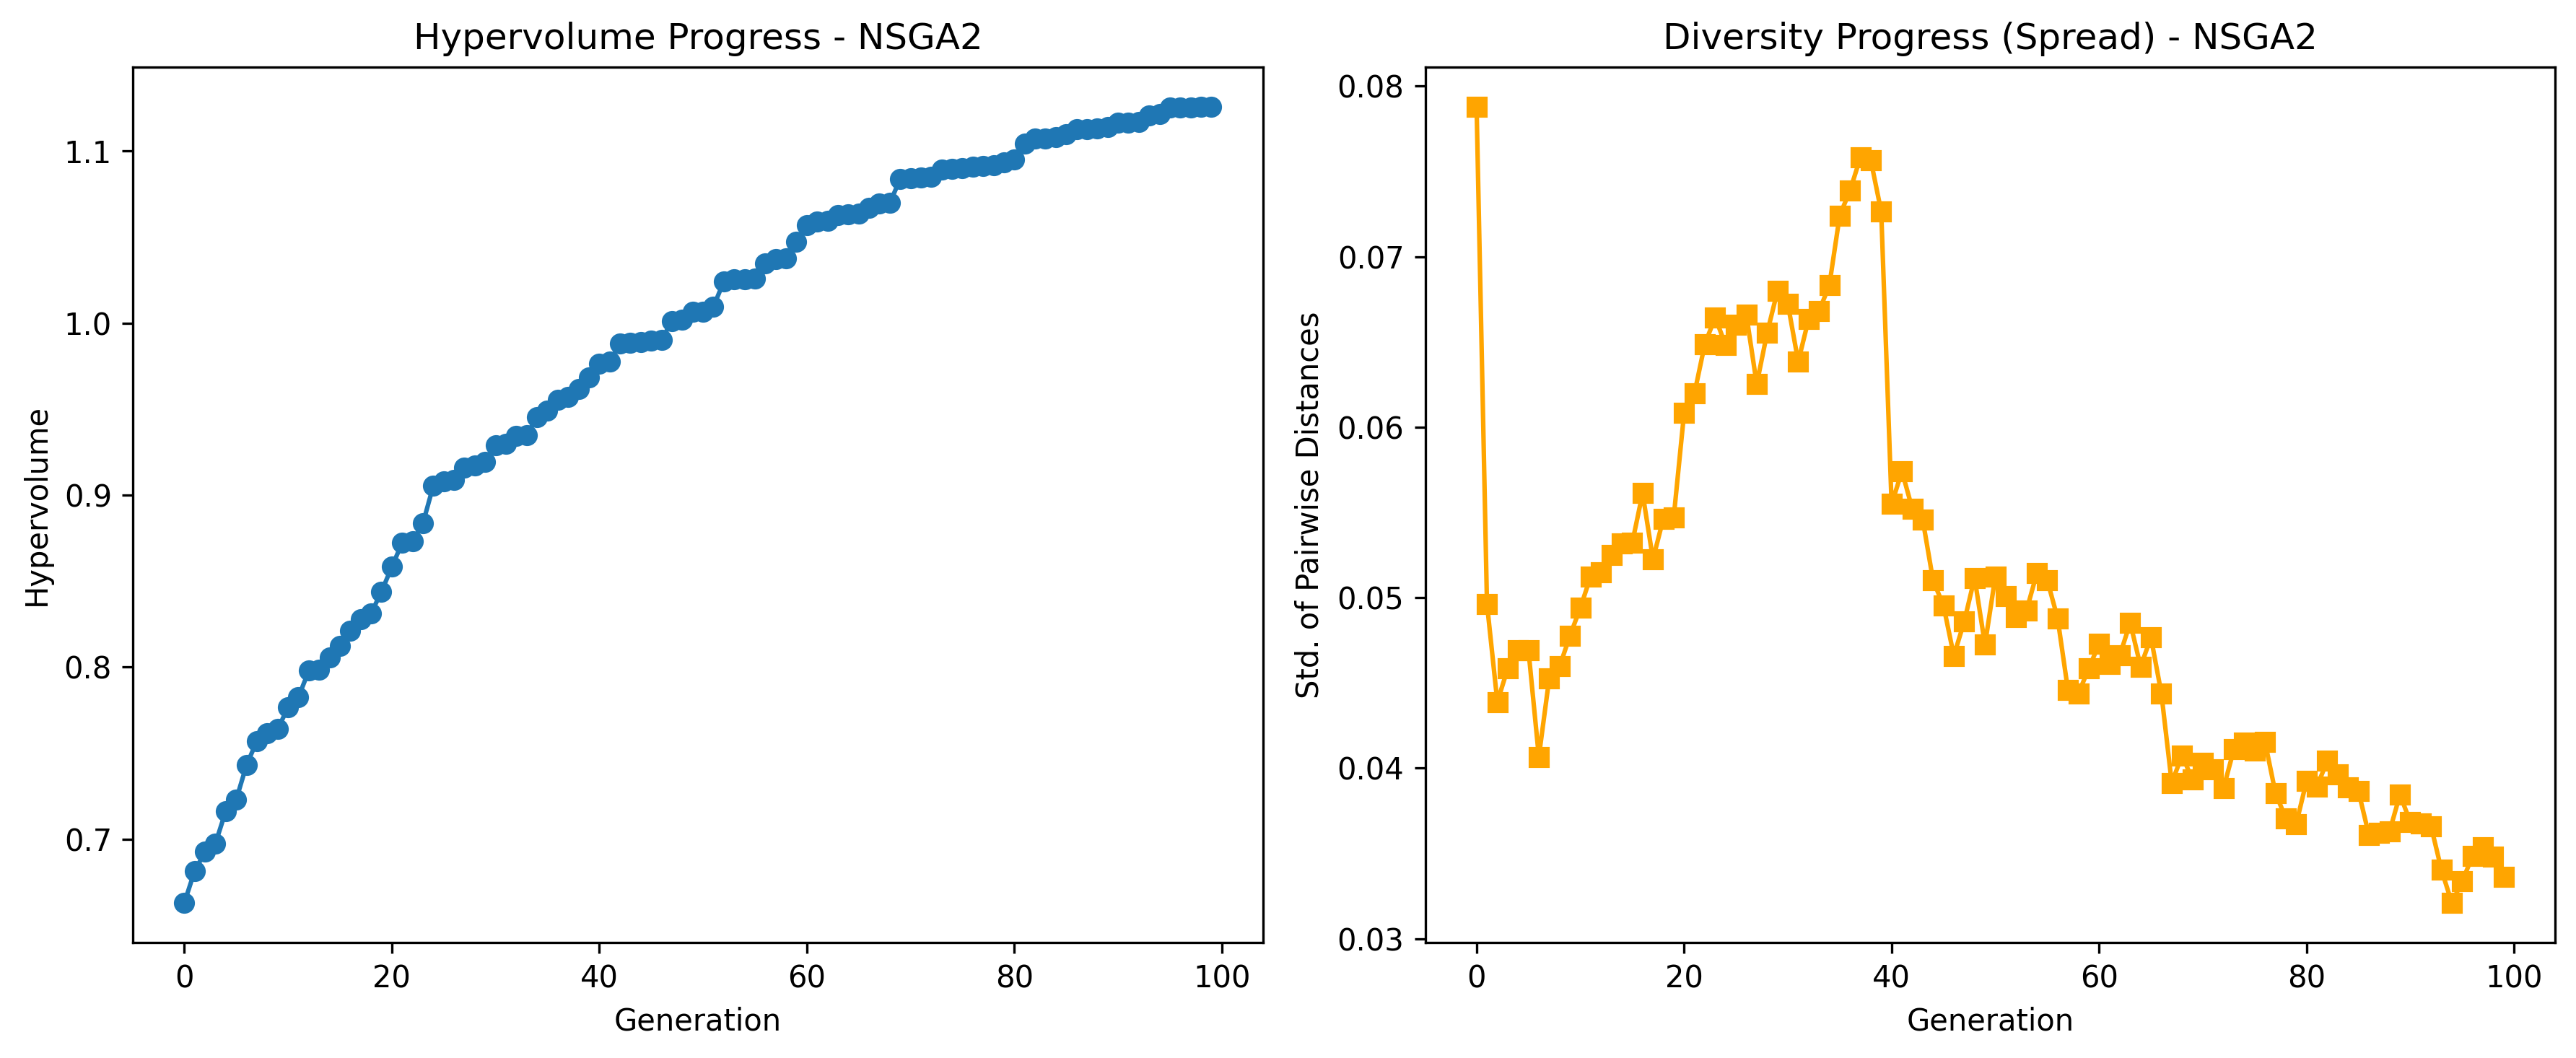 Hypervolume Progress - NSGA2
Hypervolume
1.1
1.0
0.9
0.8
0.7
0 20 40 60 80 100
Generation
Diversity Progress (Spread) - NSGA2
Std. of Pairwise Distances
0.08
0.07
0.06
0.05
0.04
0.03
0 20 40 60 80 100
Generation